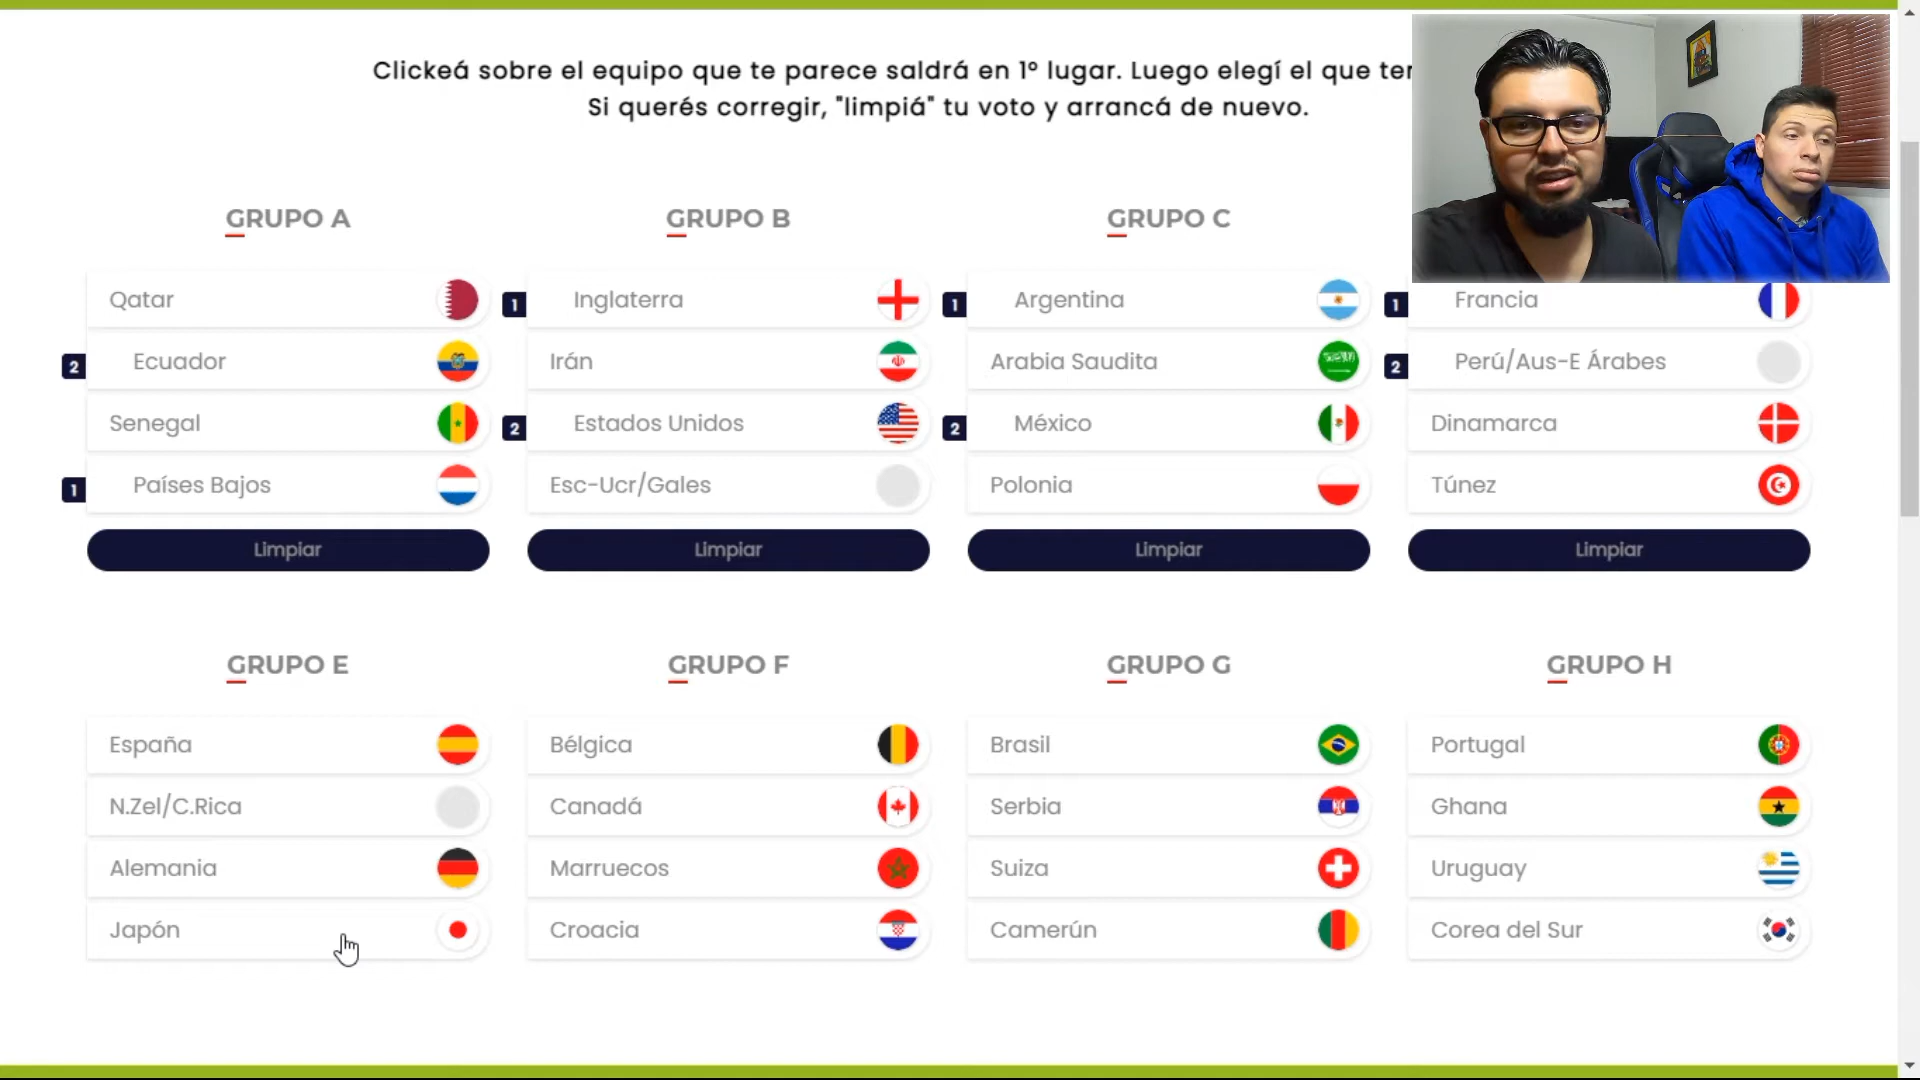 Clickeá sobre el equipo que te parece saldrá en 1° lugar. Luego elegí el que
Si querés corregir, "limpiá" tu voto y arrancá de nuevo.
GRUPO A
Qatar
2 Ecuador
Senegal
1 Países Bajos
Limpiar
GRUPO B
1 Inglaterra
Irán
2 Estados Unidos
Esc-Ucr/Gales
Limpiar
GRUPO C
1 Argentina
Arabia Saudita
2 México
Polonia
Limpiar
1 Francia
2 Perú/Aus-E Árabes
Dinamarca
Túnez
Limpiar
GRUPO E
España
N.Zel/C.Rica
Alemania
Japón
GRUPO F
Bélgica
Canadá
Marruecos
Croacia
GRUPO G
Brasil
Serbia
Suiza
Camerún
GRUPO H
Portugal
Ghana
Uruguay
Corea del Sur